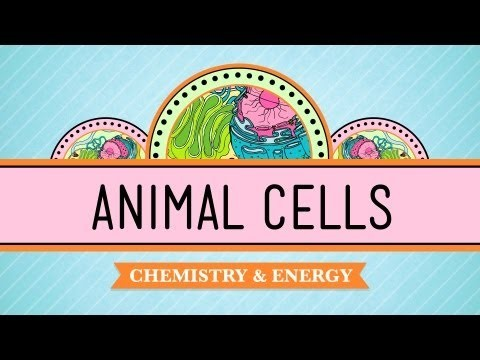 ANIMAL CELLS
CHEMISTRY & ENERGY